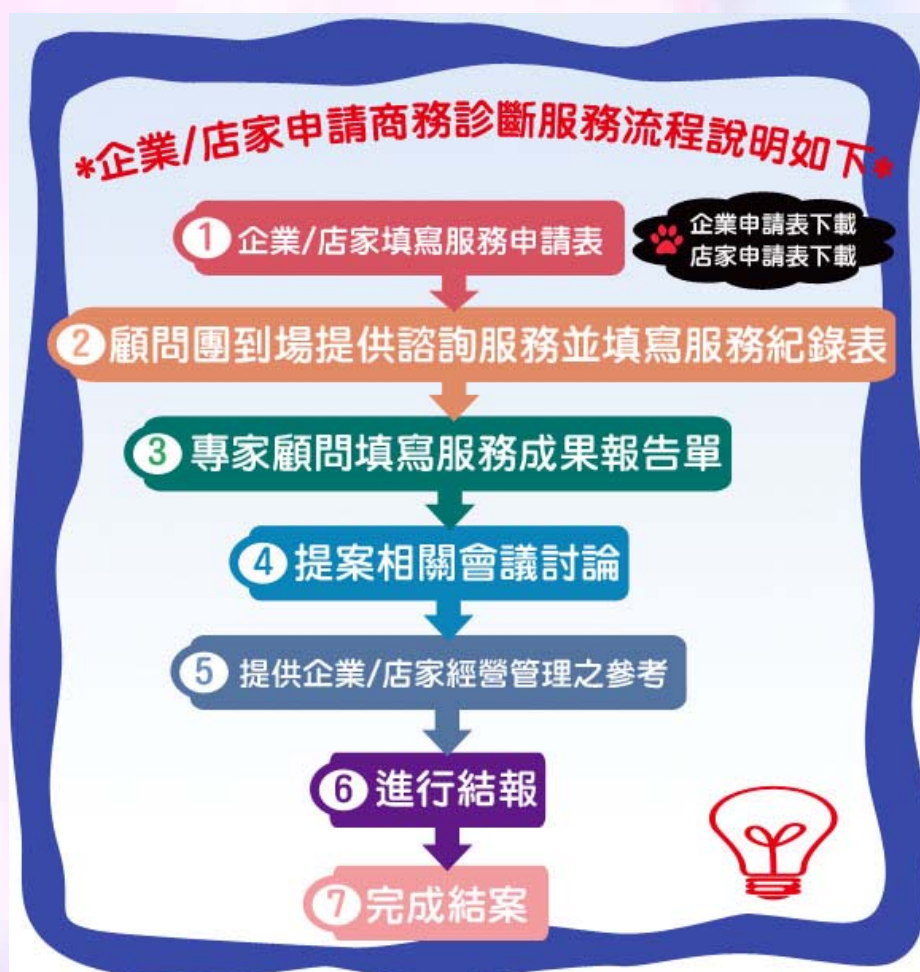 *企業/店家申請商務診斷服務流程說明如下*
1 企業/店家填寫服務申請表
企業申請表下載
店家申請表下載
2 顧問團到場提供諮詢服務並填寫服務紀錄表
3 專家顧問填寫服務成果報告單
4 提案相關會議討論
5 提供企業/店家經營管理之參考
6 進行結報
7 完成結案